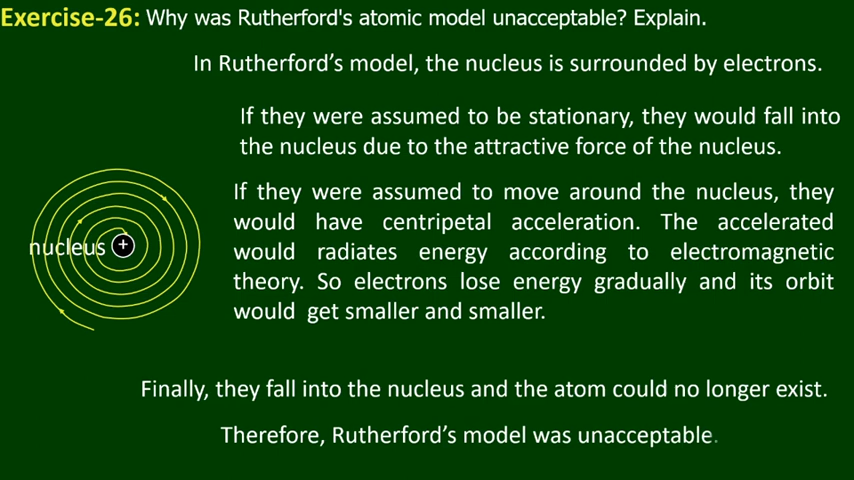 Exercise-26: Why was Rutherford's atomic model unacceptable? Explain.
In Rutherford’s model, the nucleus is surrounded by electrons.
If they were assumed to be stationary, they would fall into
the nucleus due to the attractive force of the nucleus.
If they were assumed to move around the nucleus, they
would have centripetal acceleration. The accelerated
would radiates energy according to electromagnetic
theory. So electrons lose energy gradually and its orbit
would get smaller and smaller.
nucleus +
Finally, they fall into the nucleus and the atom could no longer exist.
Therefore, Rutherford’s model was unacceptable.